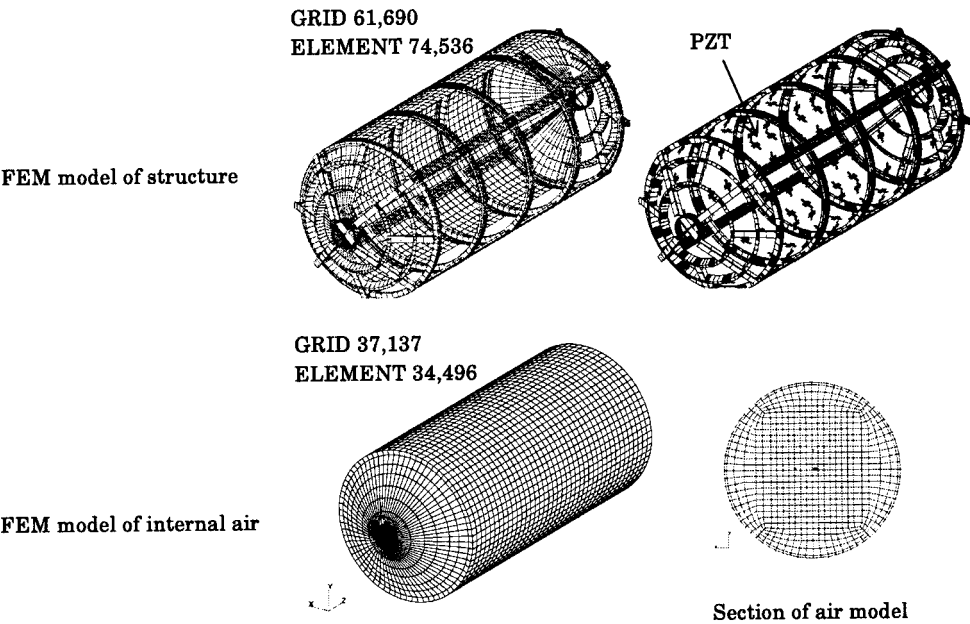 GRID 61,690
ELEMENT 74,536
PZT
FEM model of structure
GRID 37,137
ELEMENT 34,496
FEM model of internal air
Y
X
Z
Section of air model